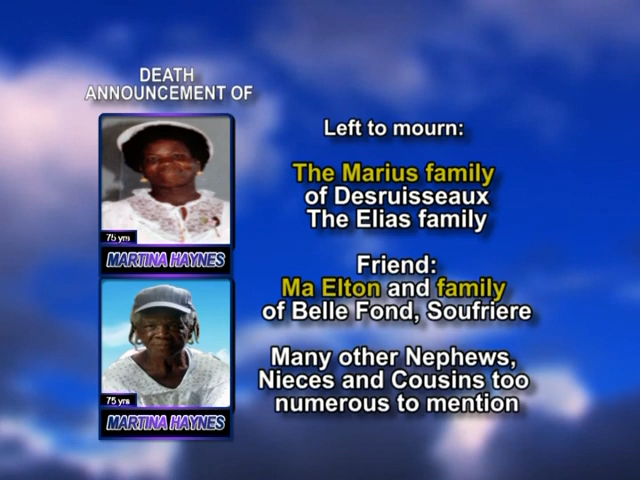 DEATH
ANNOUNCEMENT OF
75 yrs
MARTINA HAYNES
75 yrs
MARTINA HAYNES
Left to mourn:
The Marius family
of Desruisseaux
The Elias family
Friend:
Ma Elton and family
of Belle Fond, Soufriere
Many other Nephews,
Nieces and Cousins too
numerous to mention